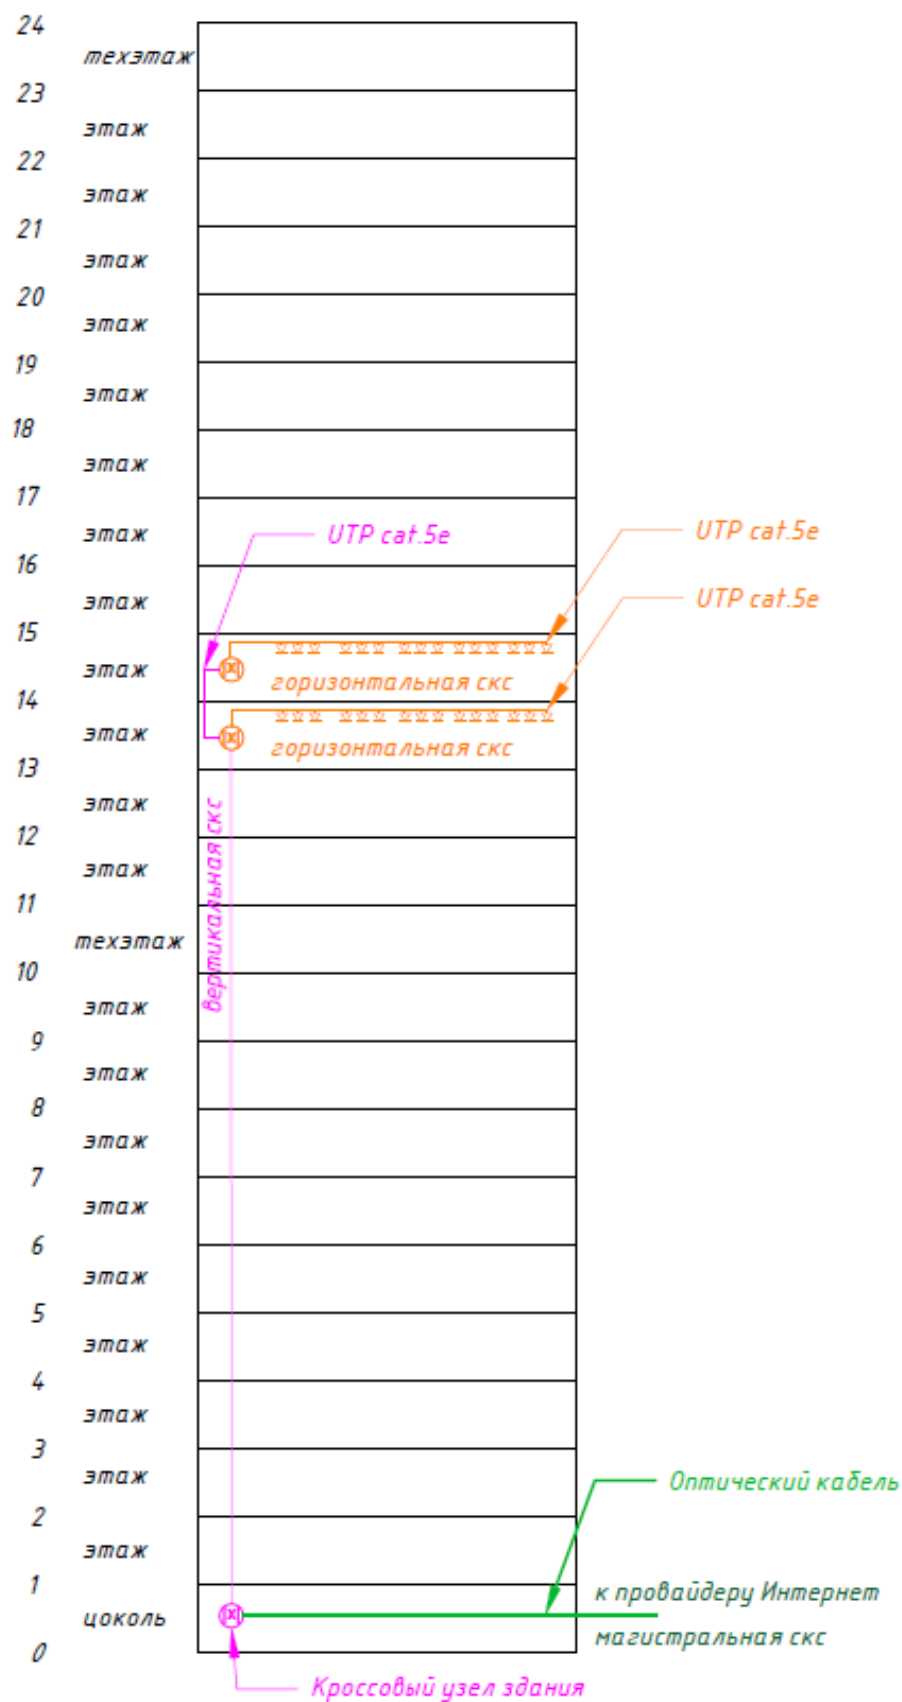 24
техэтаж
23
этаж
22
этаж
21
этаж
20
этаж
19
этаж
18
этаж
17
этаж
UTP cat.5e
UTP cat.5e
16
этаж
UTP cat.5e
15
этаж
горизонтальная скс
14
этаж
горизонтальная скс
13
этаж
12
этаж
вертикальная скс
11
техэтаж
10
этаж
9
этаж
8
этаж
7
этаж
6
этаж
5
этаж
4
этаж
3
этаж
Оптический кабель
2
этаж
1
к провайдеру Интернет
цоколь
магистральная скс
0
Кроссовый узел здания